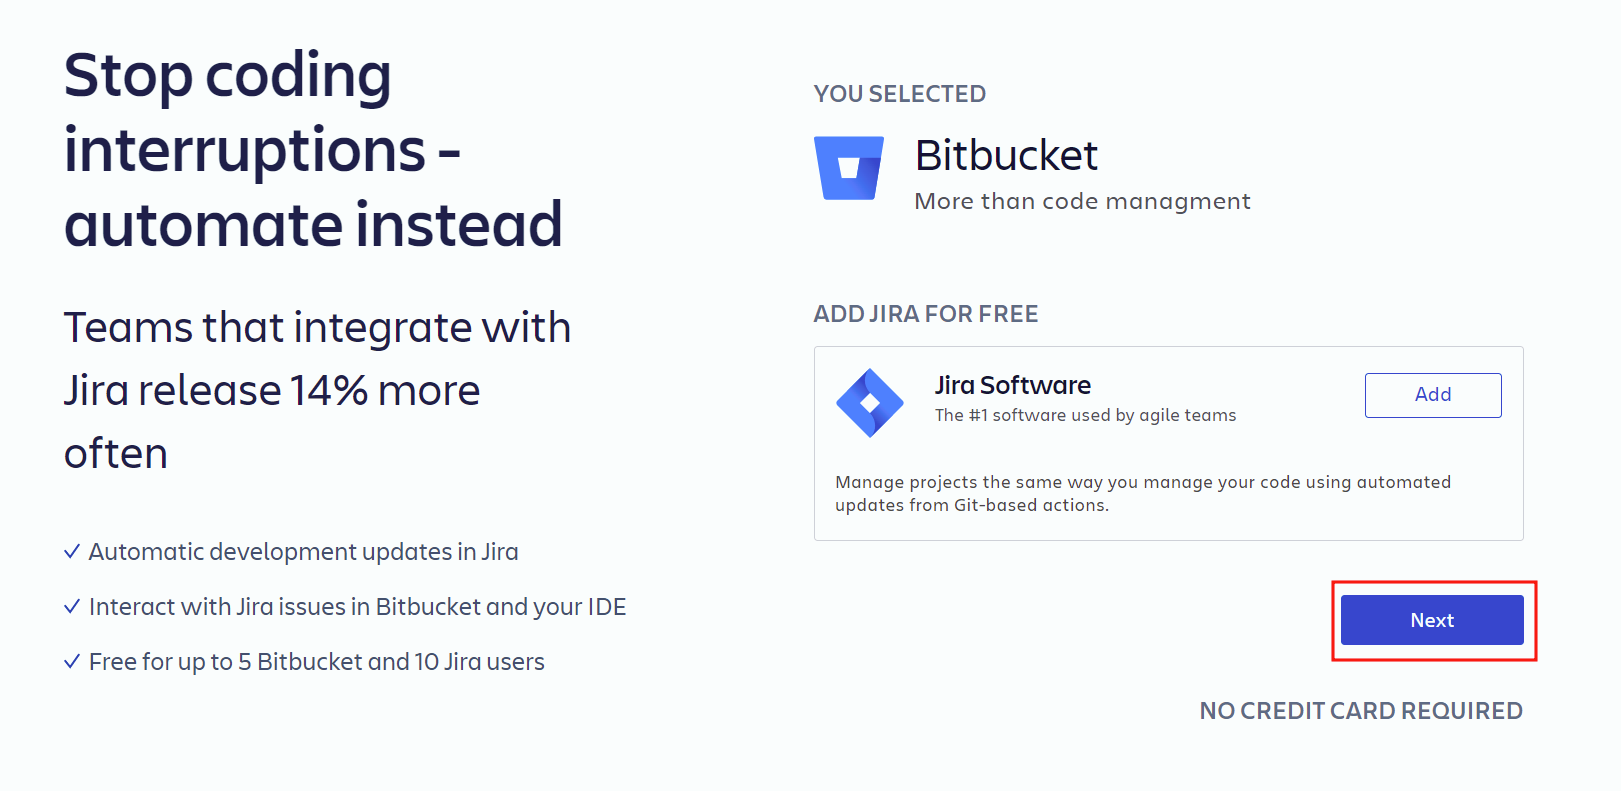 Stop coding
interruptions -
automate instead
Teams that integrate with
Jira release 14% more
often
Automatic development updates in Jira
Interact with Jira issues in Bitbucket and your IDE
Free for up to 5 Bitbucket and 10 Jira users
YOU SELECTED
Bitbucket
More than code managment
ADD JIRA FOR FREE
Jira Software
The #1 software used by agile teams
Add
Manage projects the same way you manage your code using automated
updates from Git-based actions.
Next
NO CREDIT CARD REQUIRED